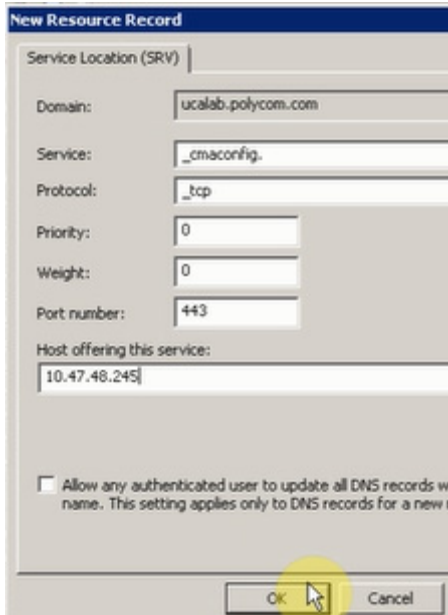 New Resource Record
Service Location (SRV)
Domain: ucalab.polycom.com
Service: _cmaconfig.
Protocol: _tcp
Priority: 0
Weight: 0
Port number: 443
Host offering this service:
10.47.48.245
Allow any authenticated user to update all DNS records w
name. This setting applies only to DNS records for a new
OK Cancel